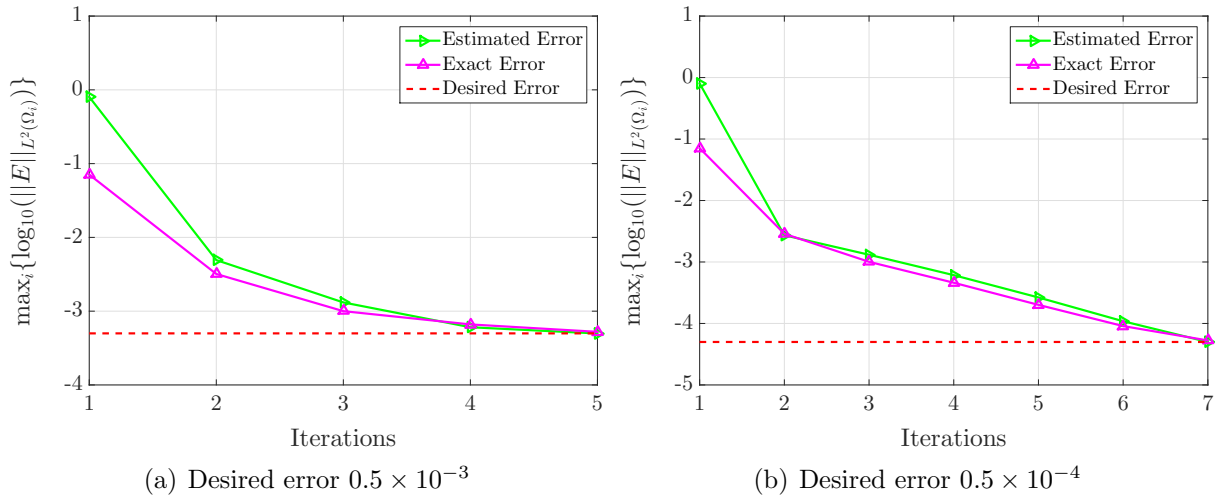 1
0
-1
-2
-3
-4
max_i{log_10(||E||_{L^2(Ω_i)})}
Estimated Error
Exact Error
Desired Error
1 2 3 4 5
Iterations
(a) Desired error 0.5 × 10^{-3}
1
0
-1
-2
-3
-4
-5
max_i{log_10(||E||_{L^2(Ω_i)})}
Estimated Error
Exact Error
Desired Error
1 2 3 4 5 6 7
Iterations
(b) Desired error 0.5 × 10^{-4}